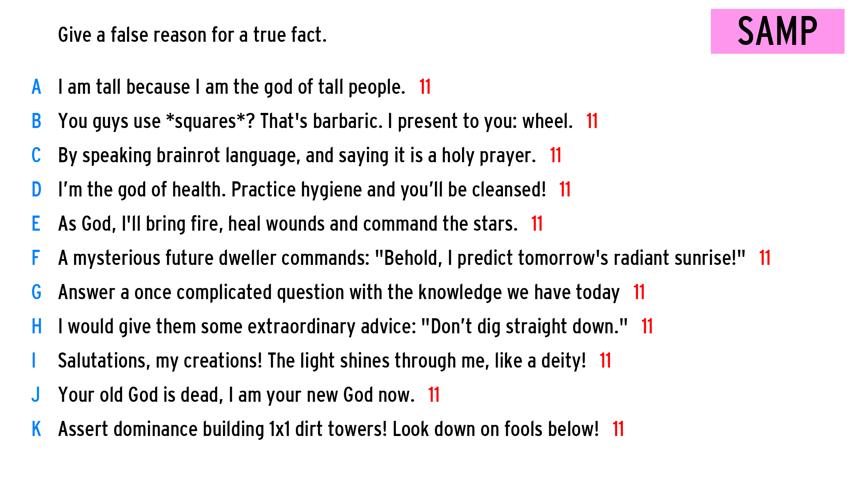 Give a false reason for a true fact.
SAMP
A I am tall because I am the god of tall people. 11
B You guys use *squares*? That's barbaric. I present to you: wheel. 11
C By speaking brainrot language, and saying it is a holy prayer. 11
D I’m the god of health. Practice hygiene and you’ll be cleansed! 11
E As God, I'll bring fire, heal wounds and command the stars. 11
F A mysterious future dweller commands: "Behold, I predict tomorrow's radiant sunrise!" 11
G Answer a once complicated question with the knowledge we have today 11
H I would give them some extraordinary advice: "Don’t dig straight down." 11
I Salutations, my creations! The light shines through me, like a deity! 11
J Your old God is dead, I am your new God now. 11
K Assert dominance building 1x1 dirt towers! Look down on fools below! 11